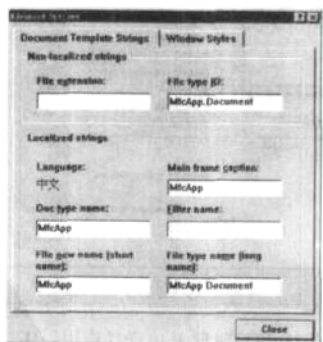 Advanced Options
Document Template Strings
Window Styles
Non-localized strings
File extension:
File type ID:
MfcApp.Document
Localized strings
Language:
Main frame caption:
中文
MfcApp
Doc type name:
Filter name:
MfcApp
File new name (short name):
File type name (long name):
MfcApp
MfcApp Document
Close